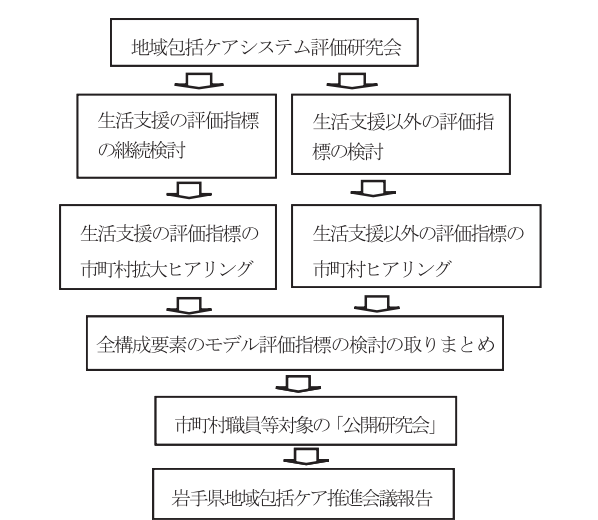 地域包括ケアシステム評価研究会
生活支援の評価指標
の継続検討
生活支援以外の評価指
標の検討
生活支援の評価指標の
市町村拡大ヒアリング
生活支援以外の評価指標の
市町村ヒアリング
全構成要素のモデル評価指標の検討の取りまとめ
市町村職員等対象の「公開研究会」
岩手県地域包括ケア推進会議報告